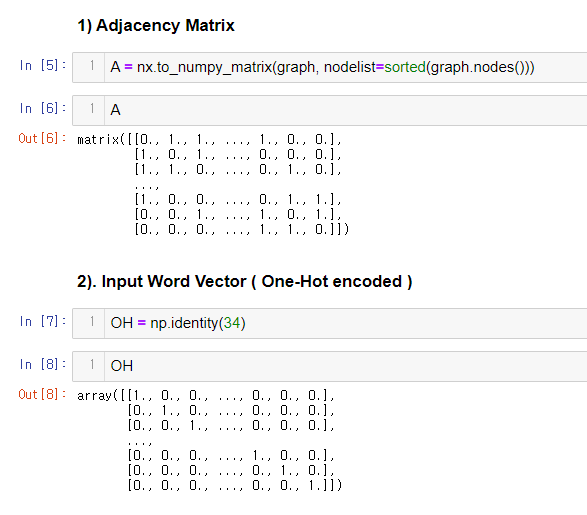 1) Adjacency Matrix
In [5]: 1 A = nx.to_numpy_matrix(graph, nodelist=sorted(graph.nodes()))
In [6]: 1 A
Out[6]: matrix([[0., 1., 1., ..., 1., 0., 0.],
[1., 0., 1., ..., 0., 0., 0.],
[1., 1., 0., ..., 0., 1., 0.],
...,
[1., 0., 0., ..., 0., 1., 1.],
[0., 0., 1., ..., 1., 0., 1.],
[0., 0., 0., ..., 1., 1., 0.]])
2). Input Word Vector ( One-Hot encoded )
In [7]: 1 OH = np.identity(34)
In [8]: 1 OH
Out[8]: array([[1., 0., 0., ..., 0., 0., 0.],
[0., 1., 0., ..., 0., 0., 0.],
[0., 0., 1., ..., 0., 0., 0.],
...,
[0., 0., 0., ..., 1., 0., 0.],
[0., 0., 0., ..., 0., 1., 0.],
[0., 0., 0., ..., 0., 0., 1.]])